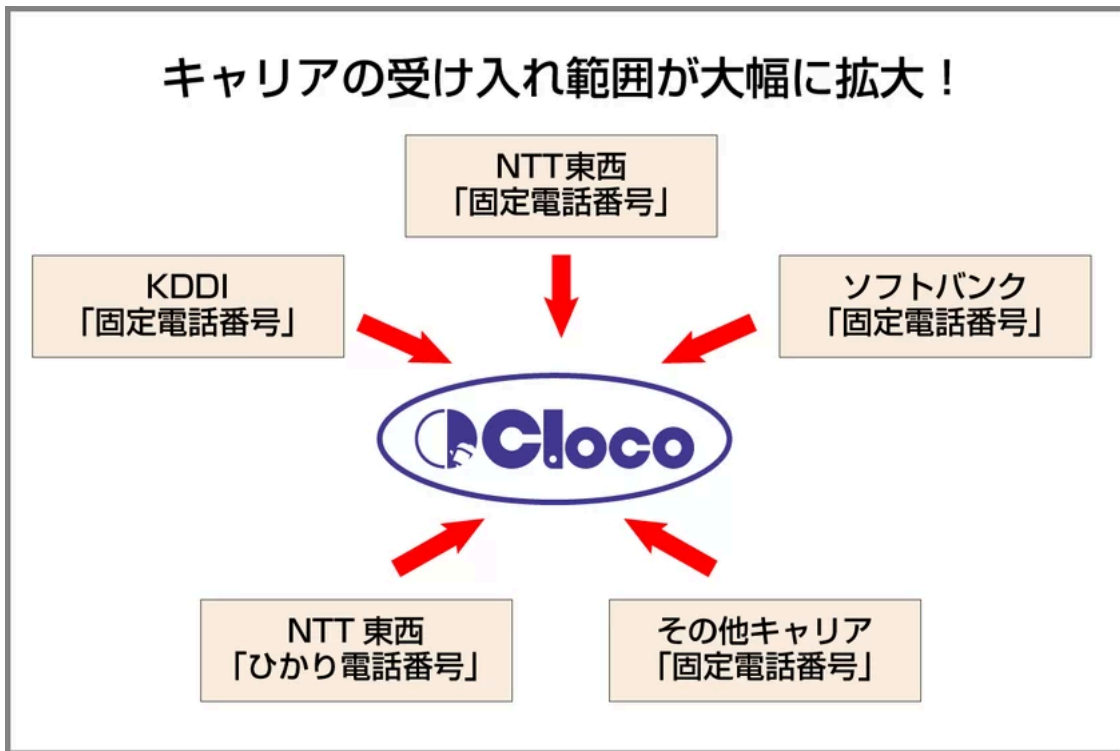 キャリアの受け入れ範囲が大幅に拡大！
NTT東西
「固定電話番号」
KDDI
「固定電話番号」
ソフトバンク
「固定電話番号」
Cloco
NTT 東西
「ひかり電話番号」
その他キャリア
「固定電話番号」